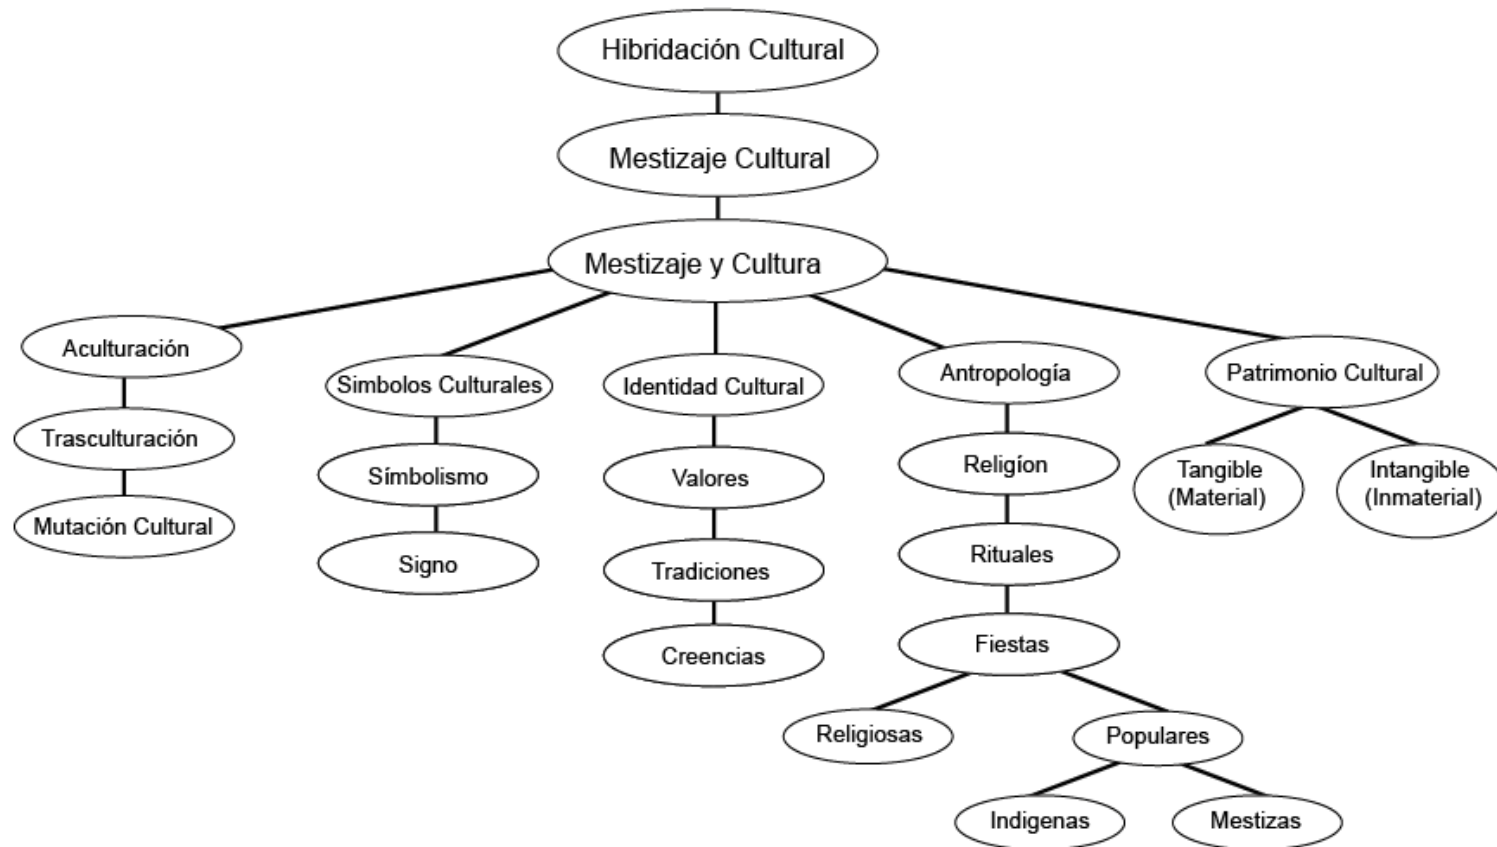 Hibridación Cultural
Mestizaje Cultural
Mestizaje y Cultura
Aculturación
Trasculturación
Mutación Cultural
Simbolos Culturales
Símbolismo
Signo
Identidad Cultural
Valores
Tradiciones
Creencias
Antropología
Religíon
Rituales
Fiestas
Religiosas
Populares
Indigenas
Mestizas
Patrimonio Cultural
Tangible
(Material)
Intangible
(Inmaterial)